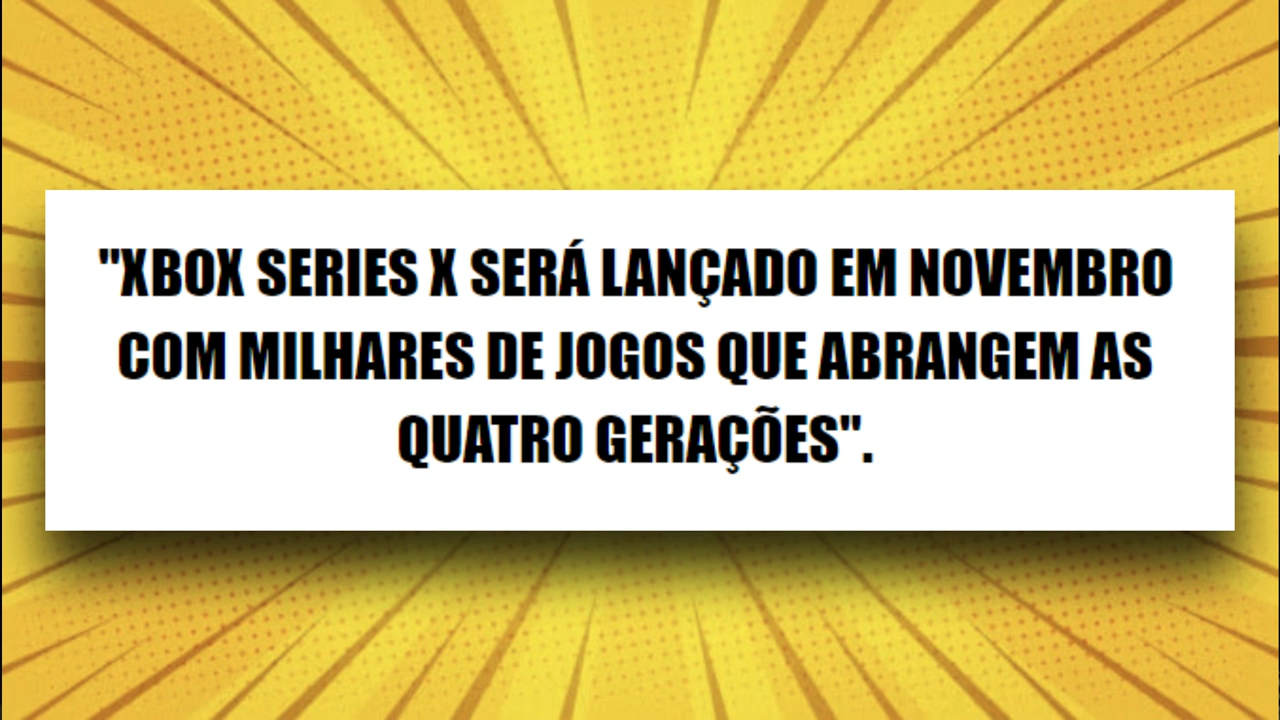 "XBOX SERIES X SERÁ LANÇADO EM NOVEMBRO
COM MILHARES DE JOGOS QUE ABRANGEM AS
QUATRO GERAÇÕES".